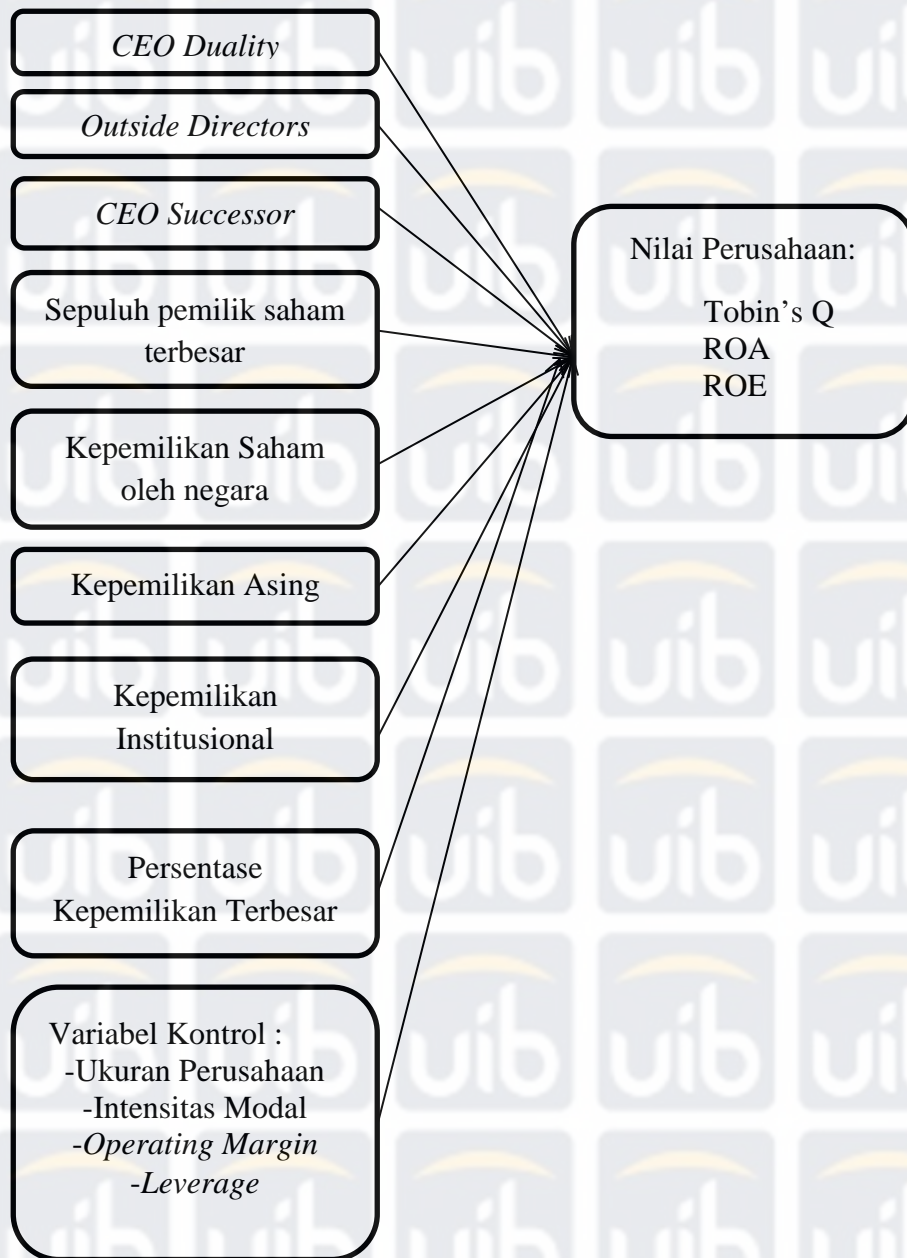 CEO Duality
Outside Directors
CEO Successor
Sepuluh pemilik saham
terbesar
Kepemilikan Saham
oleh negara
Kepemilikan Asing
Kepemilikan
Institusional
Persentase
Kepemilikan Terbesar
Variabel Kontrol :
-Ukuran Perusahaan
-Intensitas Modal
-Operating Margin
-Leverage
Nilai Perusahaan:
Tobin’s Q
ROA
ROE